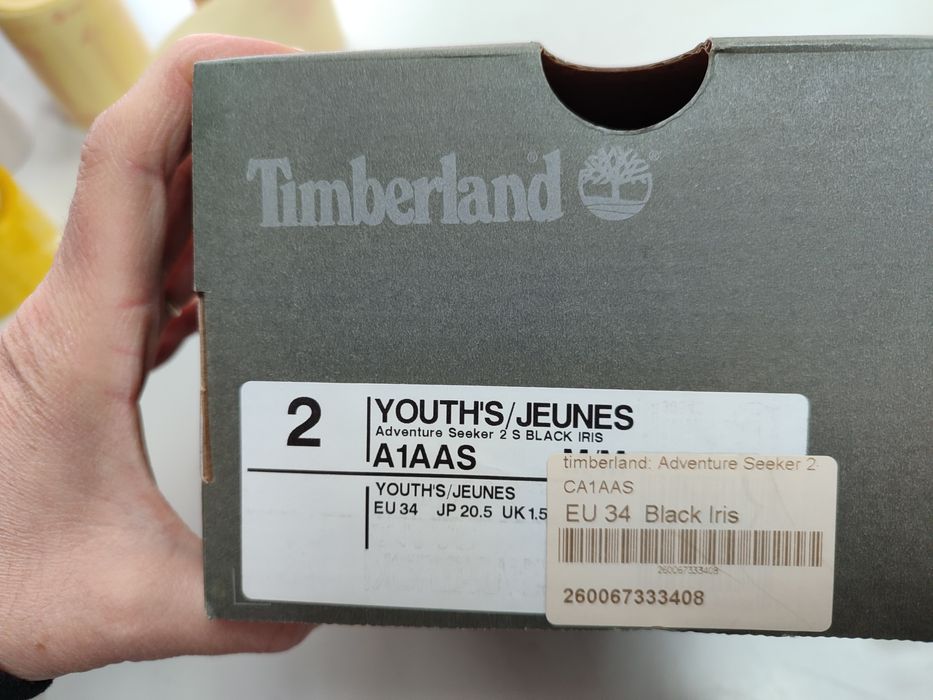 Timberland
2
YOUTH'S/JEUNES
Adventure Seeker 2 S BLACK IRIS
A1AAS
YOUTH'S/JEUNES
EU 34 JP 20.5 UK 1.5
timberland: Adventure Seeker 2
CA1AAS
EU 34 Black Iris
260067333408
260067333408